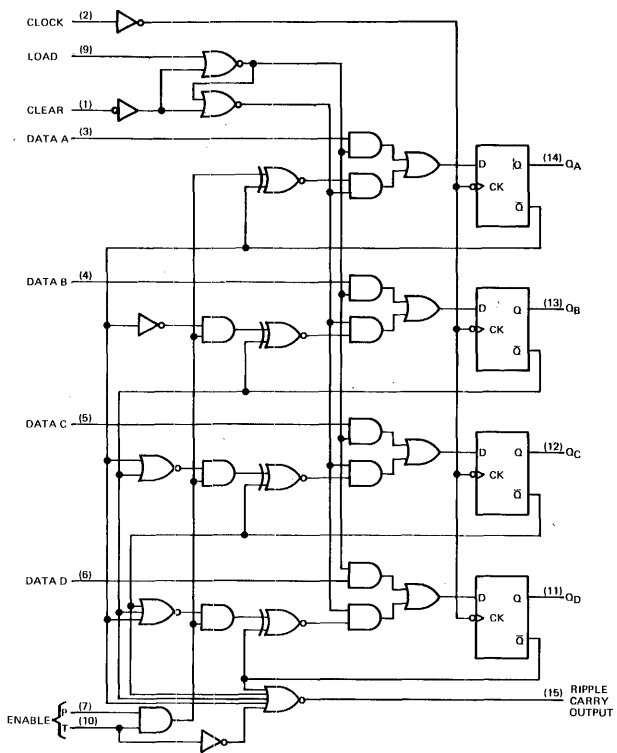 CLOCK (2)
LOAD (9)
CLEAR (1)
DATA A (3)
D Q (14) QA
CK
Q̅
DATA B (4)
D Q (13) QB
CK
Q̅
DATA C (5)
D Q (12) QC
CK
Q̅
DATA D (6)
D Q (11) QD
CK
Q̅
(15) RIPPLE
CARRY
OUTPUT
ENABLE { P (7)
T (10)